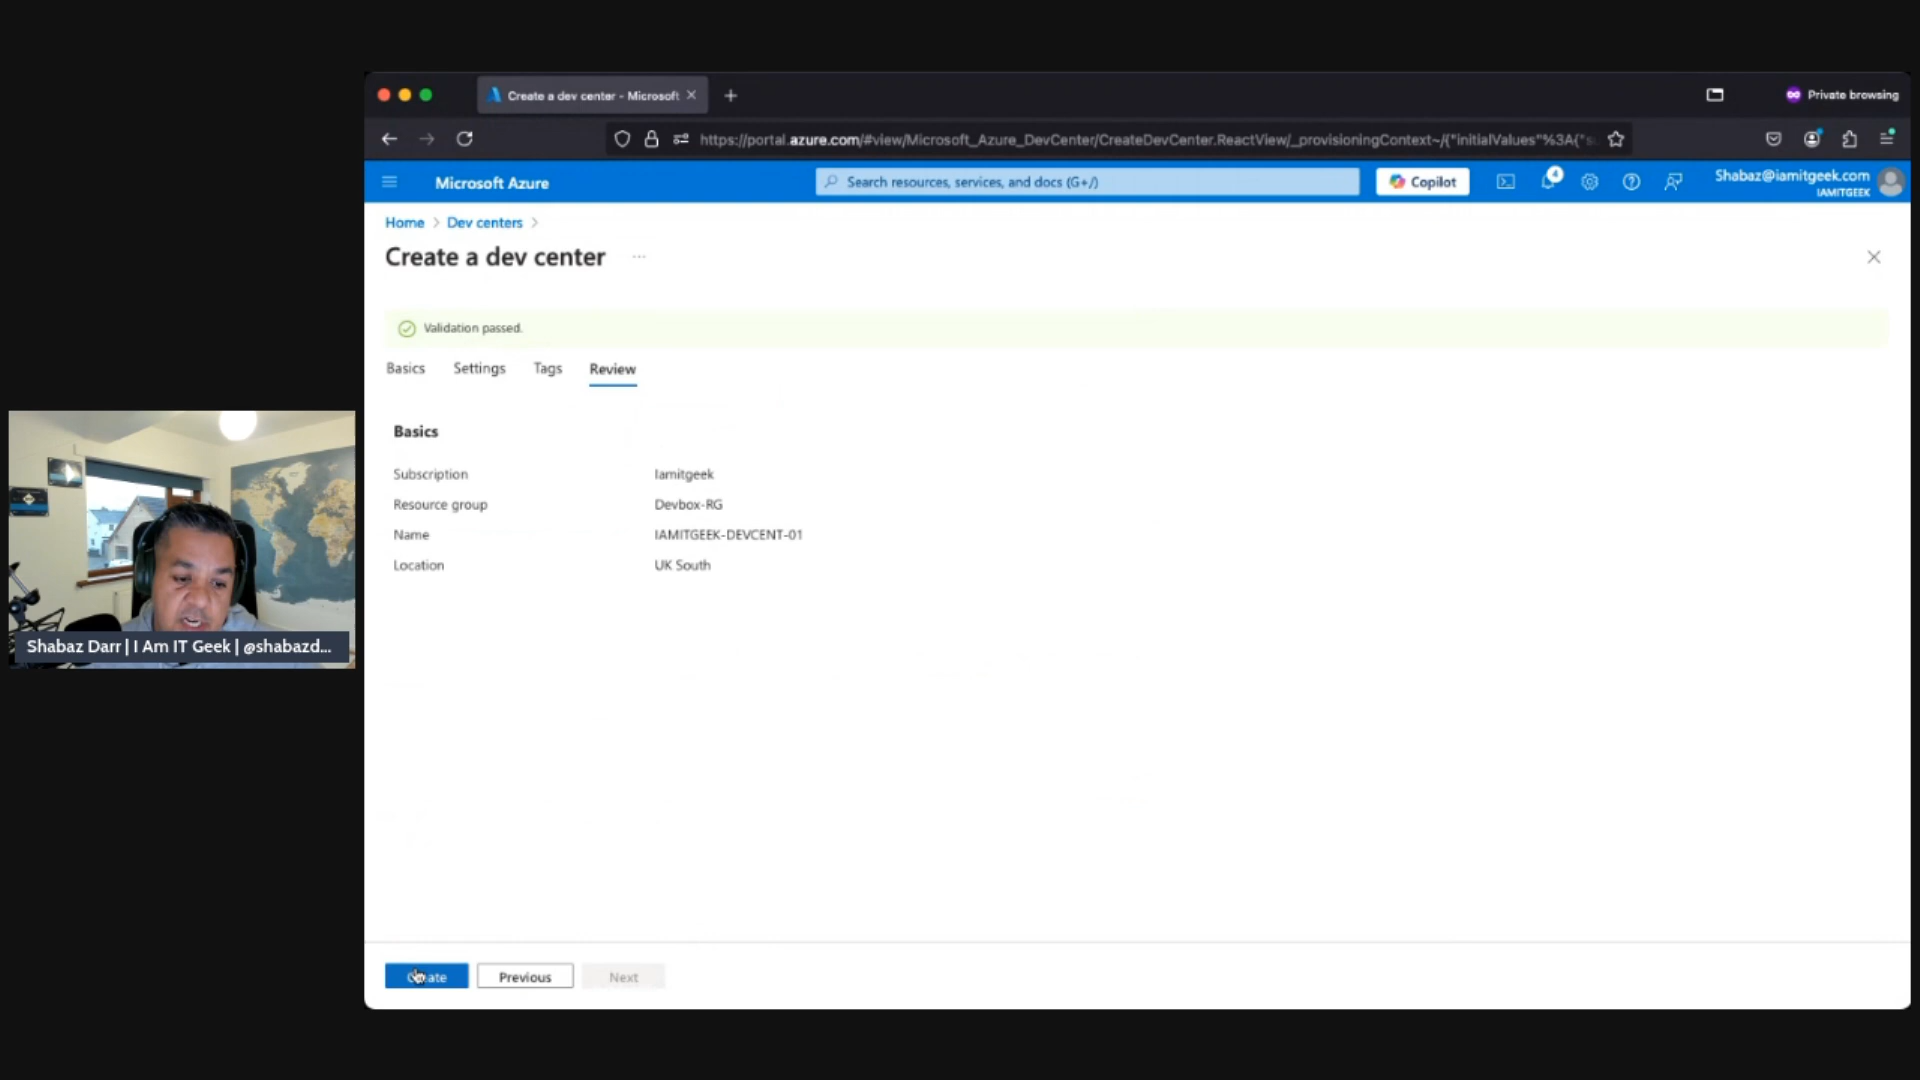 Create a dev center - Microsoft
Private browsing
https://portal.azure.com/#view/Microsoft_Azure_DevCenter/CreateDevCenter.ReactView/_provisioningContext~/{"initialValues"%3A{"s
Microsoft Azure
Search resources, services, and docs (G+/)
Copilot
4
Shabaz@iamitgeek.com
IAMITGEEK
Home > Dev centers >
Create a dev center ...
Validation passed.
Basics Settings Tags Review
Basics
Subscription Iamitgeek
Resource group Devbox-RG
Name IAMITGEEK-DEVCENT-01
Location UK South
Shabaz Darr | I Am IT Geek | @shabazd...
Create Previous Next